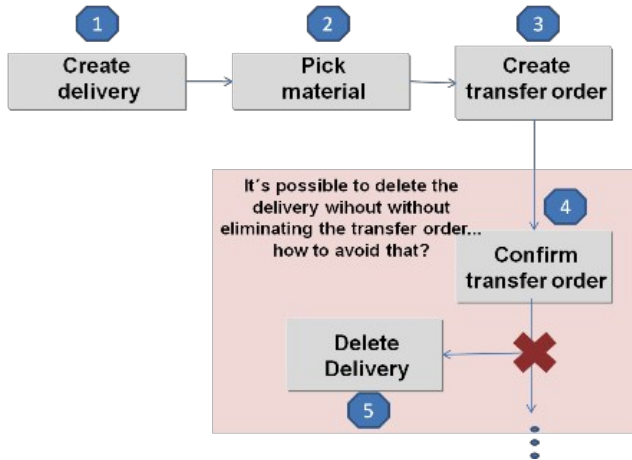 1
2
3
Create
delivery
Pick
material
Create
transfer order
It´s possible to delete the
delivery wihout without
eliminating the transfer order...
how to avoid that?
4
Confirm
transfer order
Delete
Delivery
5